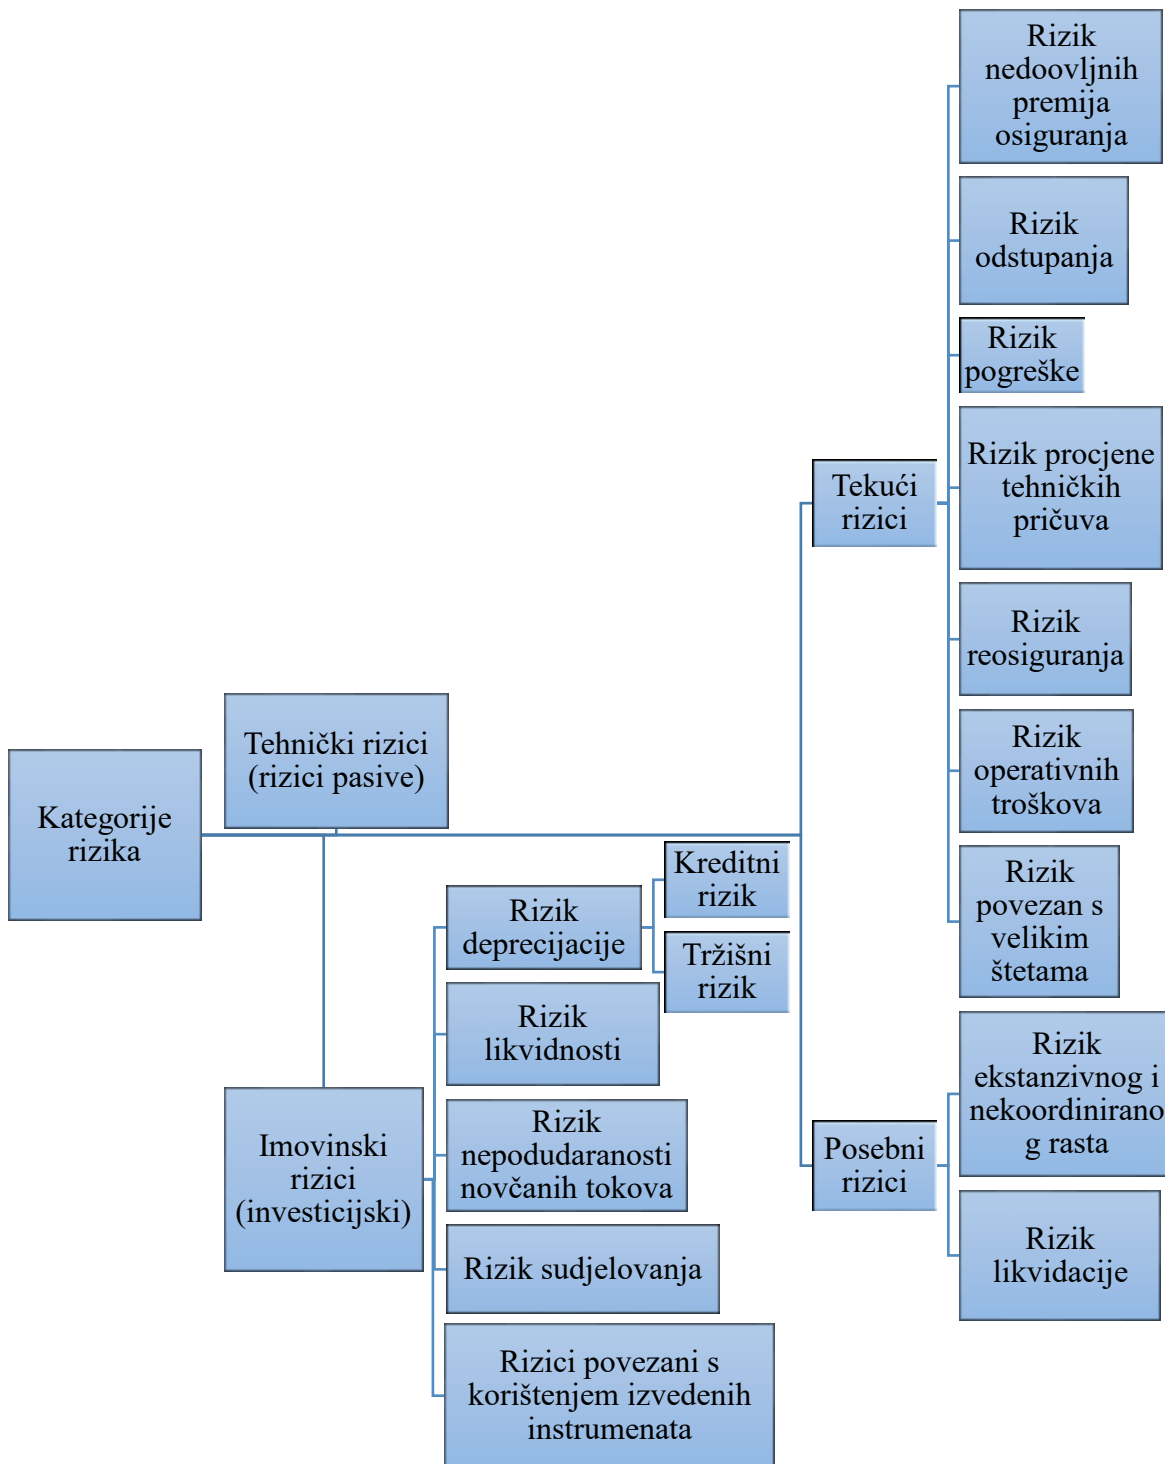 Kategorije
rizika
Tehnički rizici
(rizici pasive)
Tekući
rizici
Rizik
nedoovljnih
premija
osiguranja
Rizik
odstupanja
Rizik
pogreške
Rizik procjene
tehničkih
pričuva
Rizik
reosiguranja
Rizik
operativnih
troškova
Rizik
povezan s
velikim
štetama
Posebni
rizici
Rizik
ekstanzivnog i
nekoordinirano
g rasta
Rizik
likvidacije
Imovinski
rizici
(investicijski)
Rizik
deprecijacije
Kreditni
rizik
Tržišni
rizik
Rizik
likvidnosti
Rizik
nepodudaranosti
novčanih tokova
Rizik sudjelovanja
Rizici povezani s
korištenjem izvedenih
instrumenata